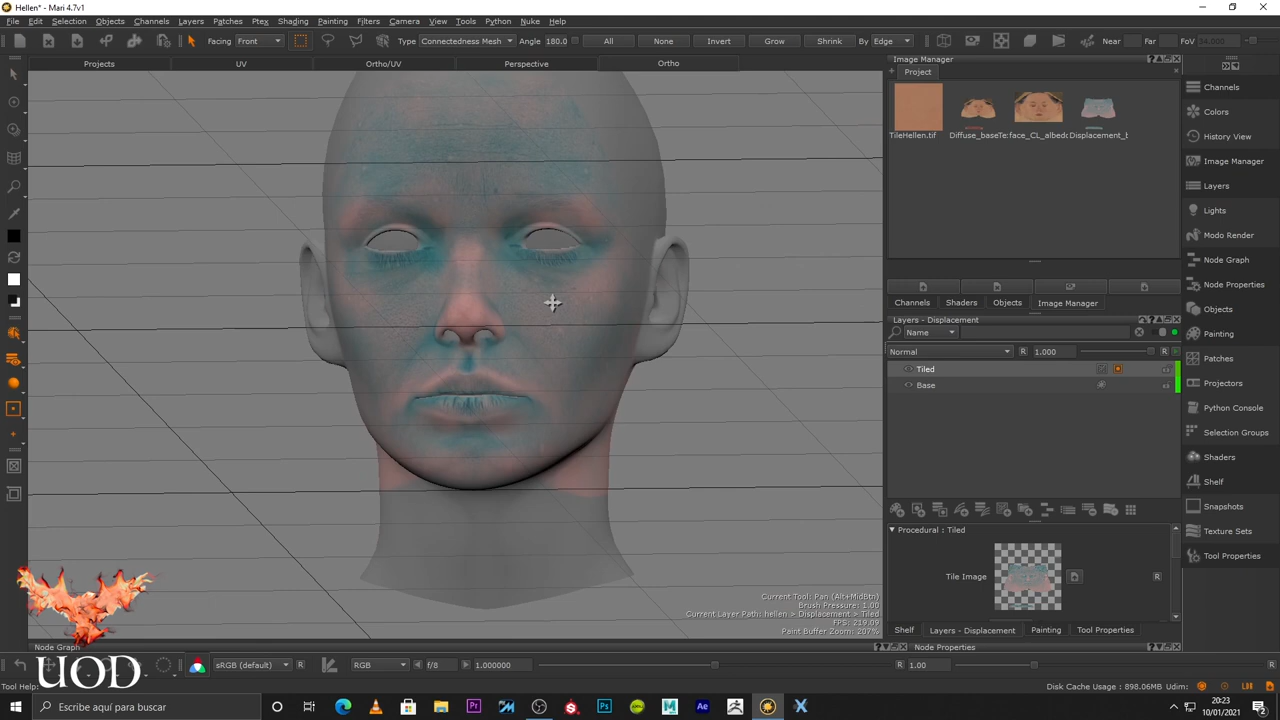 Hellen* - Mari 4.7v1
File Edit Selection Objects Channels Layers Patches Ptex Shading Painting Filters Camera View Tools Python Nuke Help
Facing Front Type Connectedness Mesh Angle 180.0 All None Invert Grow Shrink By Edge Near Far FoV 34.000
Projects UV Ortho/UV Perspective Ortho
Image Manager
Project
TileHellen.tif Diffuse_baseTe: face_CL_albedo Displacement_b
Channels Shaders Objects Image Manager
Layers - Displacement
Name
Normal R 1.000 R
Tiled
Base
Procedural : Tiled
Tile Image R
Shelf Layers - Displacement Painting Tool Properties
Channels
Colors
History View
Image Manager
Layers
Lights
Modo Render
Node Graph
Node Properties
Objects
Painting
Patches
Projectors
Python Console
Selection Groups
Shaders
Shelf
Snapshots
Texture Sets
Tool Properties
Current Tool: Pan (Alt+MidBtn)
Brush Pressure: 1.00
Current Layer Path: hellen > Displacement > Tiled
FPS: 219.09
Paint Buffer Zoom: 207%
Node Graph Node Properties
sRGB (default) R RGB f/8 1.000000 R 1.00
UOD
Tool Help: Disk Cache Usage : 898.06MB Udim:
Escribe aquí para buscar
20:23
10/01/2021
2